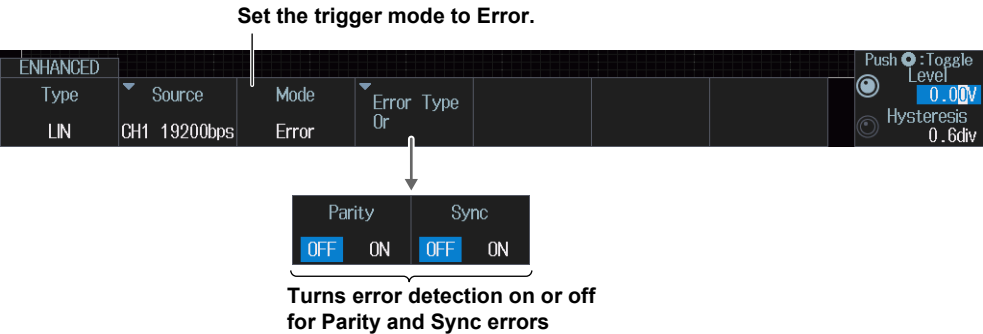 Set the trigger mode to Error.
ENHANCED
Type
LIN
Source
CH1 19200bps
Mode
Error
Error Type
Or
Push :Toggle
Level
0.00V
Hysteresis
0.6div
Parity
OFF ON
Sync
OFF ON
Turns error detection on or off
for Parity and Sync errors